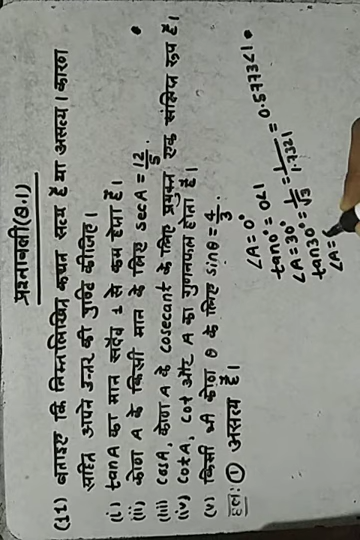 प्रश्नावली(8.1)
(11) बताइए कि निम्नलिखित कथन सत्य हैं या असत्य। कारण
सहित अपने उत्तर की पुष्टि कीजिए।
(i) tanA का मान सदैव 1 से कम होता है।
(ii) कोण A के किसी मान के लिए secA = 12/5.
(iii) cosA, कोण A के cosecant के लिए प्रयुक्त एक संक्षिप्त रूप है।
(iv) cotA, cot और A का गुणनफल होता है।
(v) किसी भी कोण θ के लिए sinθ = 4/3.
हल: ① असत्य है।
∠A = 0°
tan0° = 0<1
∠A = 30°
tan30° = 1/√3 = 1/1.7321 = 0.5773<1
∠A =